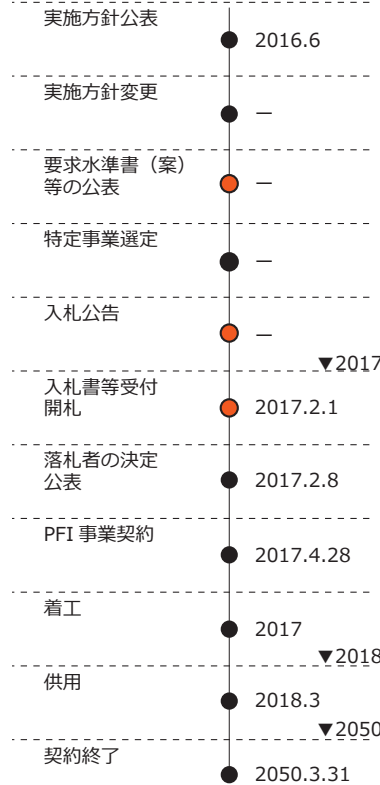 実施方針公表
2016.6
実施方針変更
—
要求水準書（案）
等の公表
—
特定事業選定
—
入札公告
—
▼2017
入札書等受付
開札
2017.2.1
落札者の決定
公表
2017.2.8
PFI 事業契約
2017.4.28
着工
2017
▼2018
供用
2018.3
▼2050
契約終了
2050.3.31